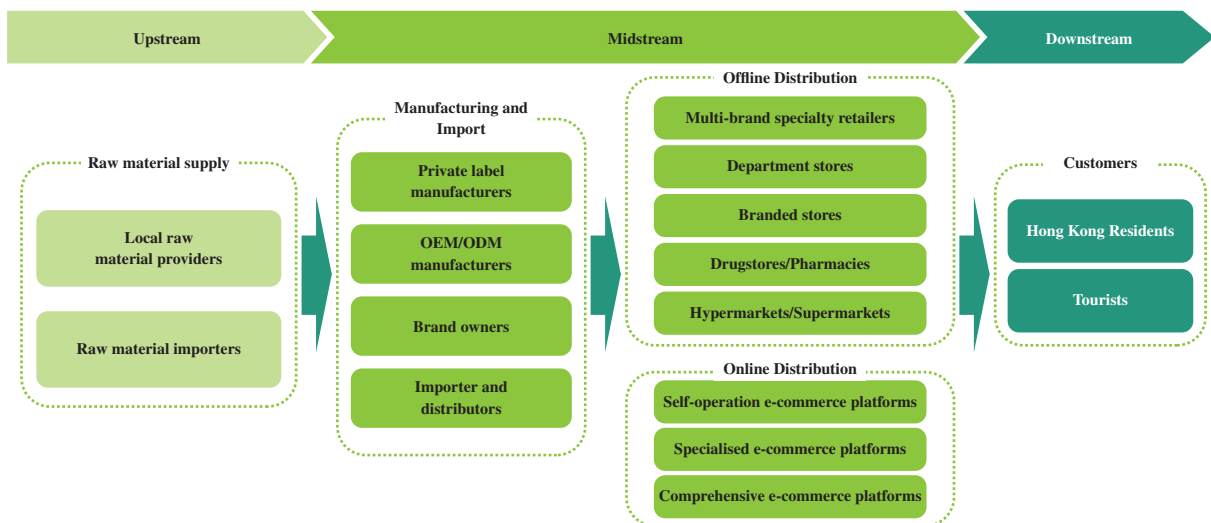 Upstream
Midstream
Downstream
Raw material supply
Local raw
material providers
Raw material importers
Manufacturing and
Import
Private label
manufacturers
OEM/ODM
manufacturers
Brand owners
Importer and
distributors
Offline Distribution
Multi-brand specialty retailers
Department stores
Branded stores
Drugstores/Pharmacies
Hypermarkets/Supermarkets
Online Distribution
Self-operation e-commerce platforms
Specialised e-commerce platforms
Comprehensive e-commerce platforms
Customers
Hong Kong Residents
Tourists